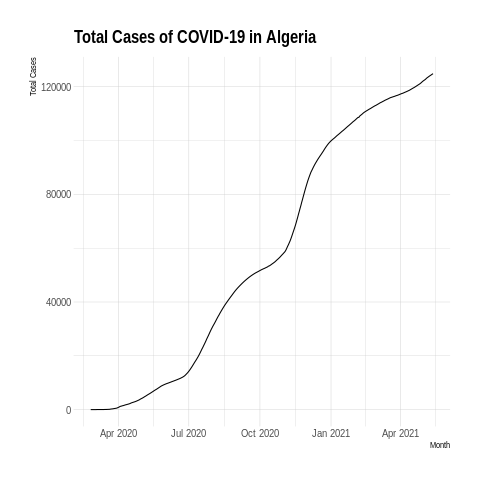 Total Cases of COVID-19 in Algeria
Total Cases
120000
80000
40000
0
Apr 2020 Jul 2020 Oct 2020 Jan 2021 Apr 2021
Month